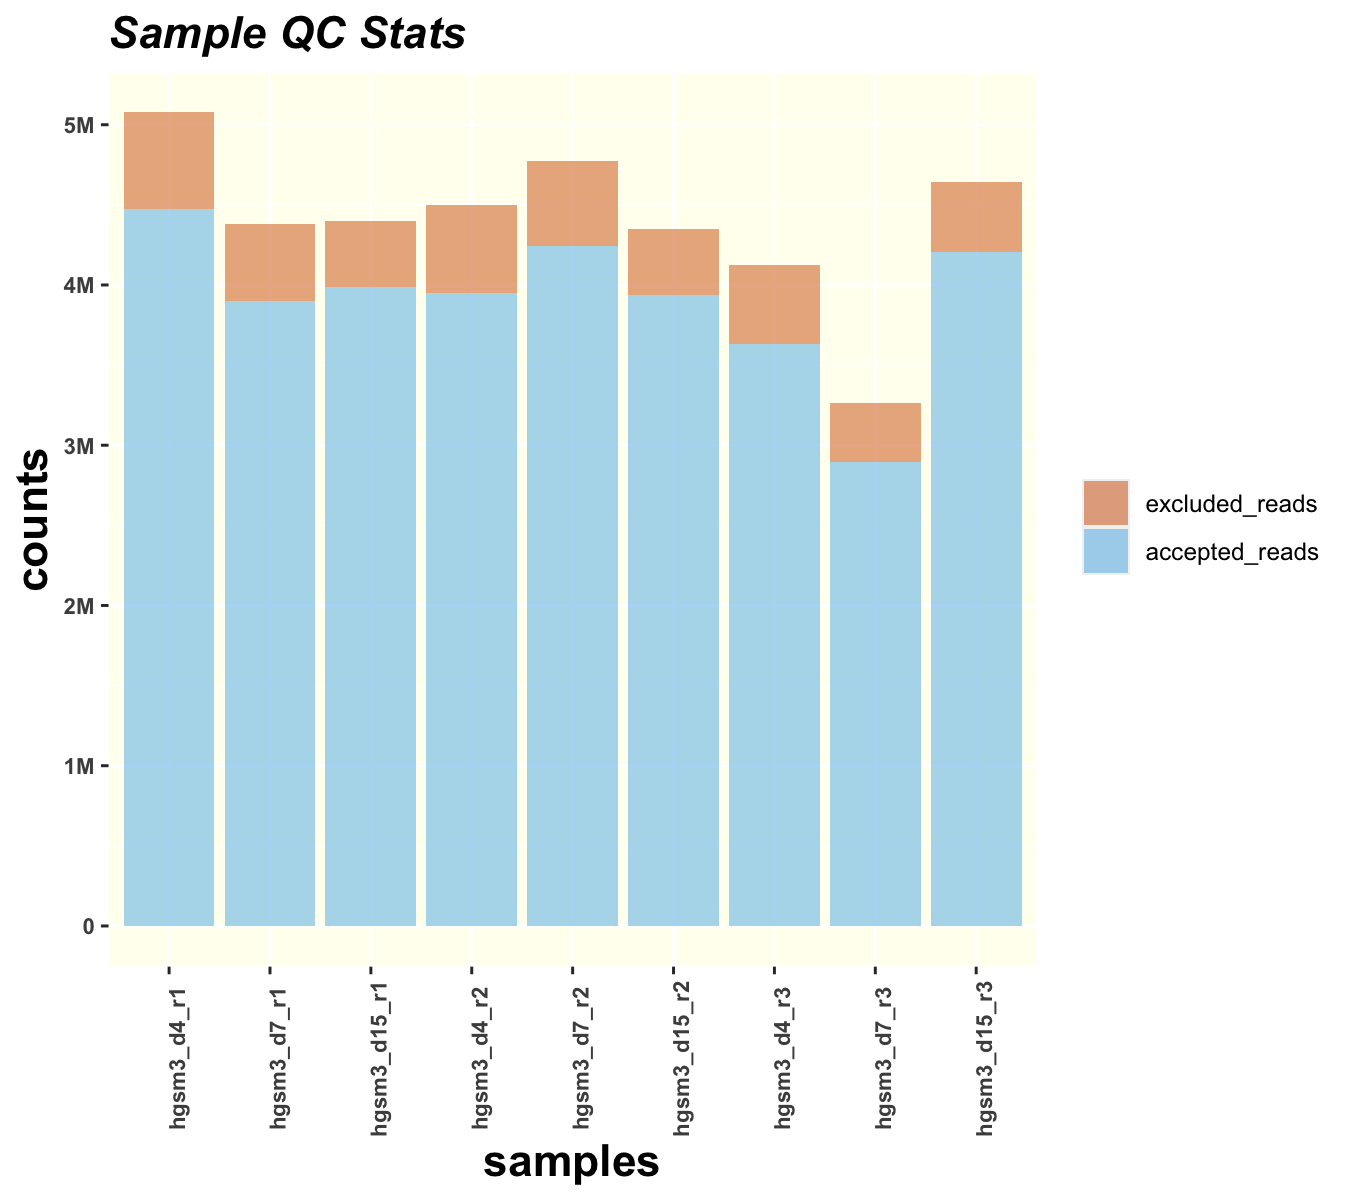 Sample QC Stats
5M
4M
3M
2M
1M
0
counts
hgsm3_d4_r1
hgsm3_d7_r1
hgsm3_d15_r1
hgsm3_d4_r2
hgsm3_d7_r2
hgsm3_d15_r2
hgsm3_d4_r3
hgsm3_d7_r3
hgsm3_d15_r3
samples
excluded_reads
accepted_reads